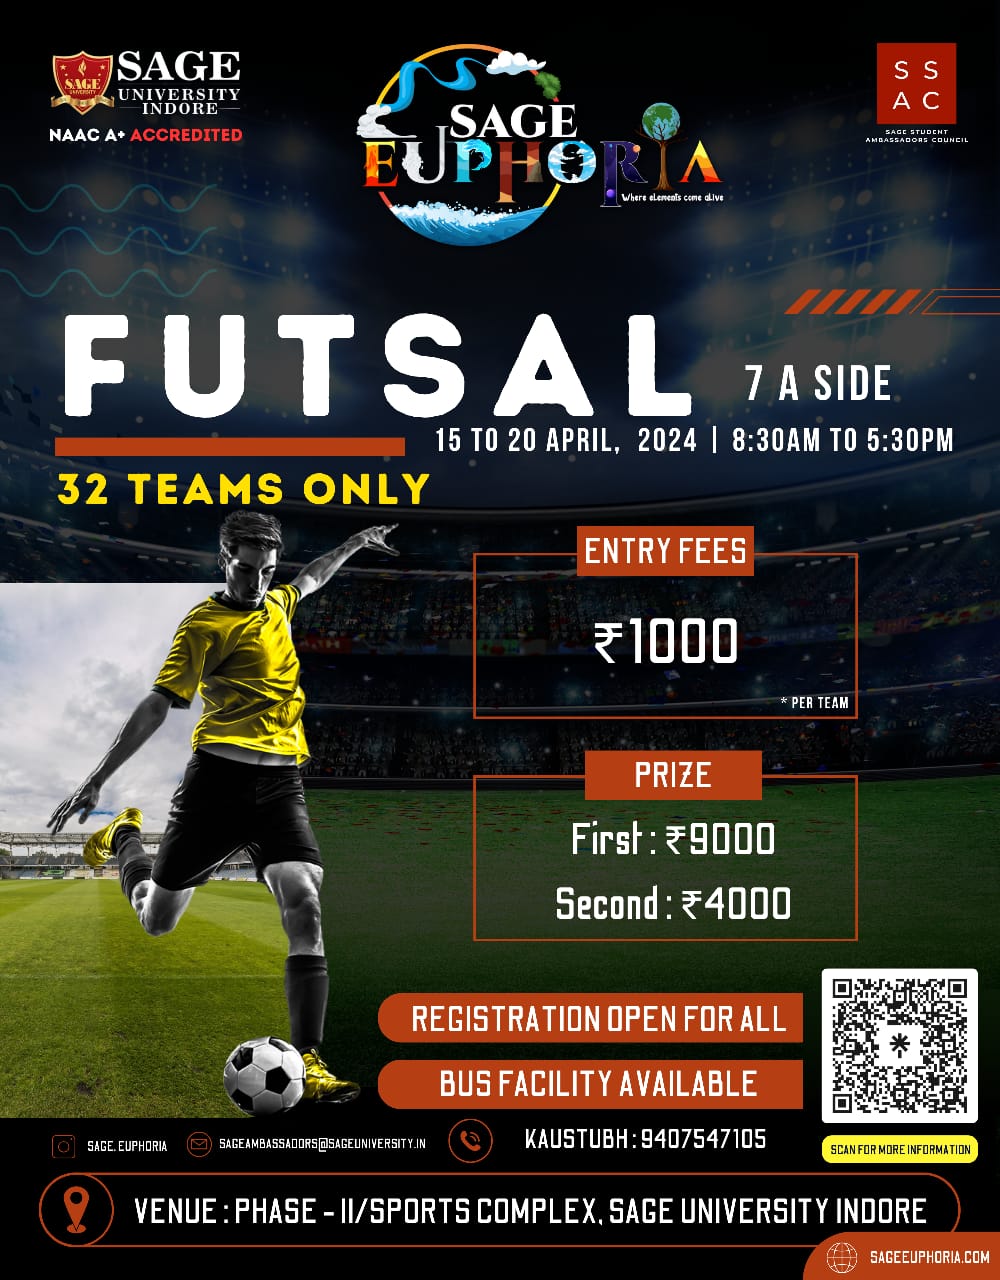 SAGE
UNIVERSITY
INDORE
NAAC A+ ACCREDITED
SAGE
UNIVERSITY
SAGE
EUPHORIA
Where elements come alive
S S
A C
SAGE STUDENT
AMBASSADORS COUNCIL
FUTSAL
7 A SIDE
15 TO 20 APRIL, 2024 | 8:30AM TO 5:30PM
32 TEAMS ONLY
ENTRY FEES
₹1000
* PER TEAM
PRIZE
First : ₹9000
Second : ₹4000
REGISTRATION OPEN FOR ALL
BUS FACILITY AVAILABLE
SAGE. EUPHORIA
SAGEAMBASSADORS@SAGEUNIVERSITY.IN
KAUSTUBH : 9407547105
SCAN FOR MORE INFORMATION
VENUE : PHASE - II/SPORTS COMPLEX, SAGE UNIVERSITY INDORE
SAGEEUPHORIA.COM